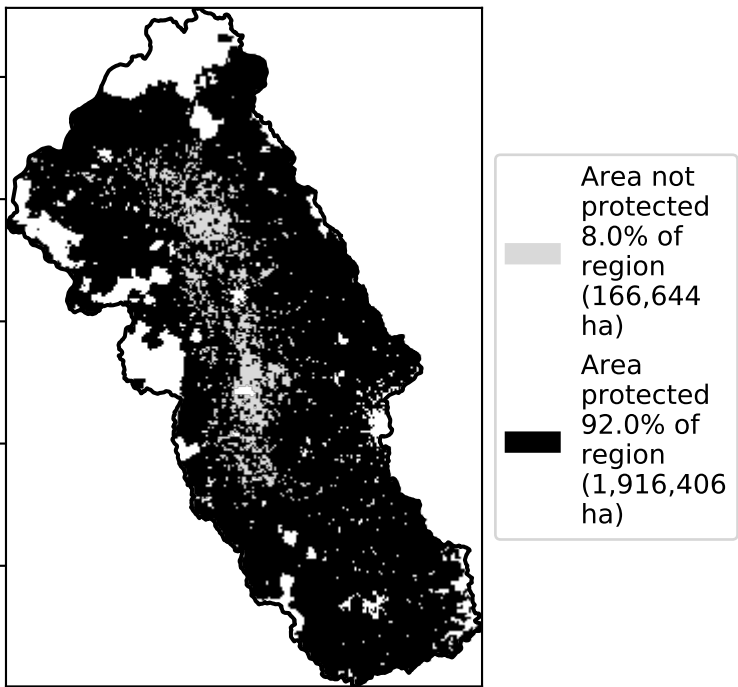 Area not
protected
8.0% of
region
(166,644
ha)
Area
protected
92.0% of
region
(1,916,406
ha)